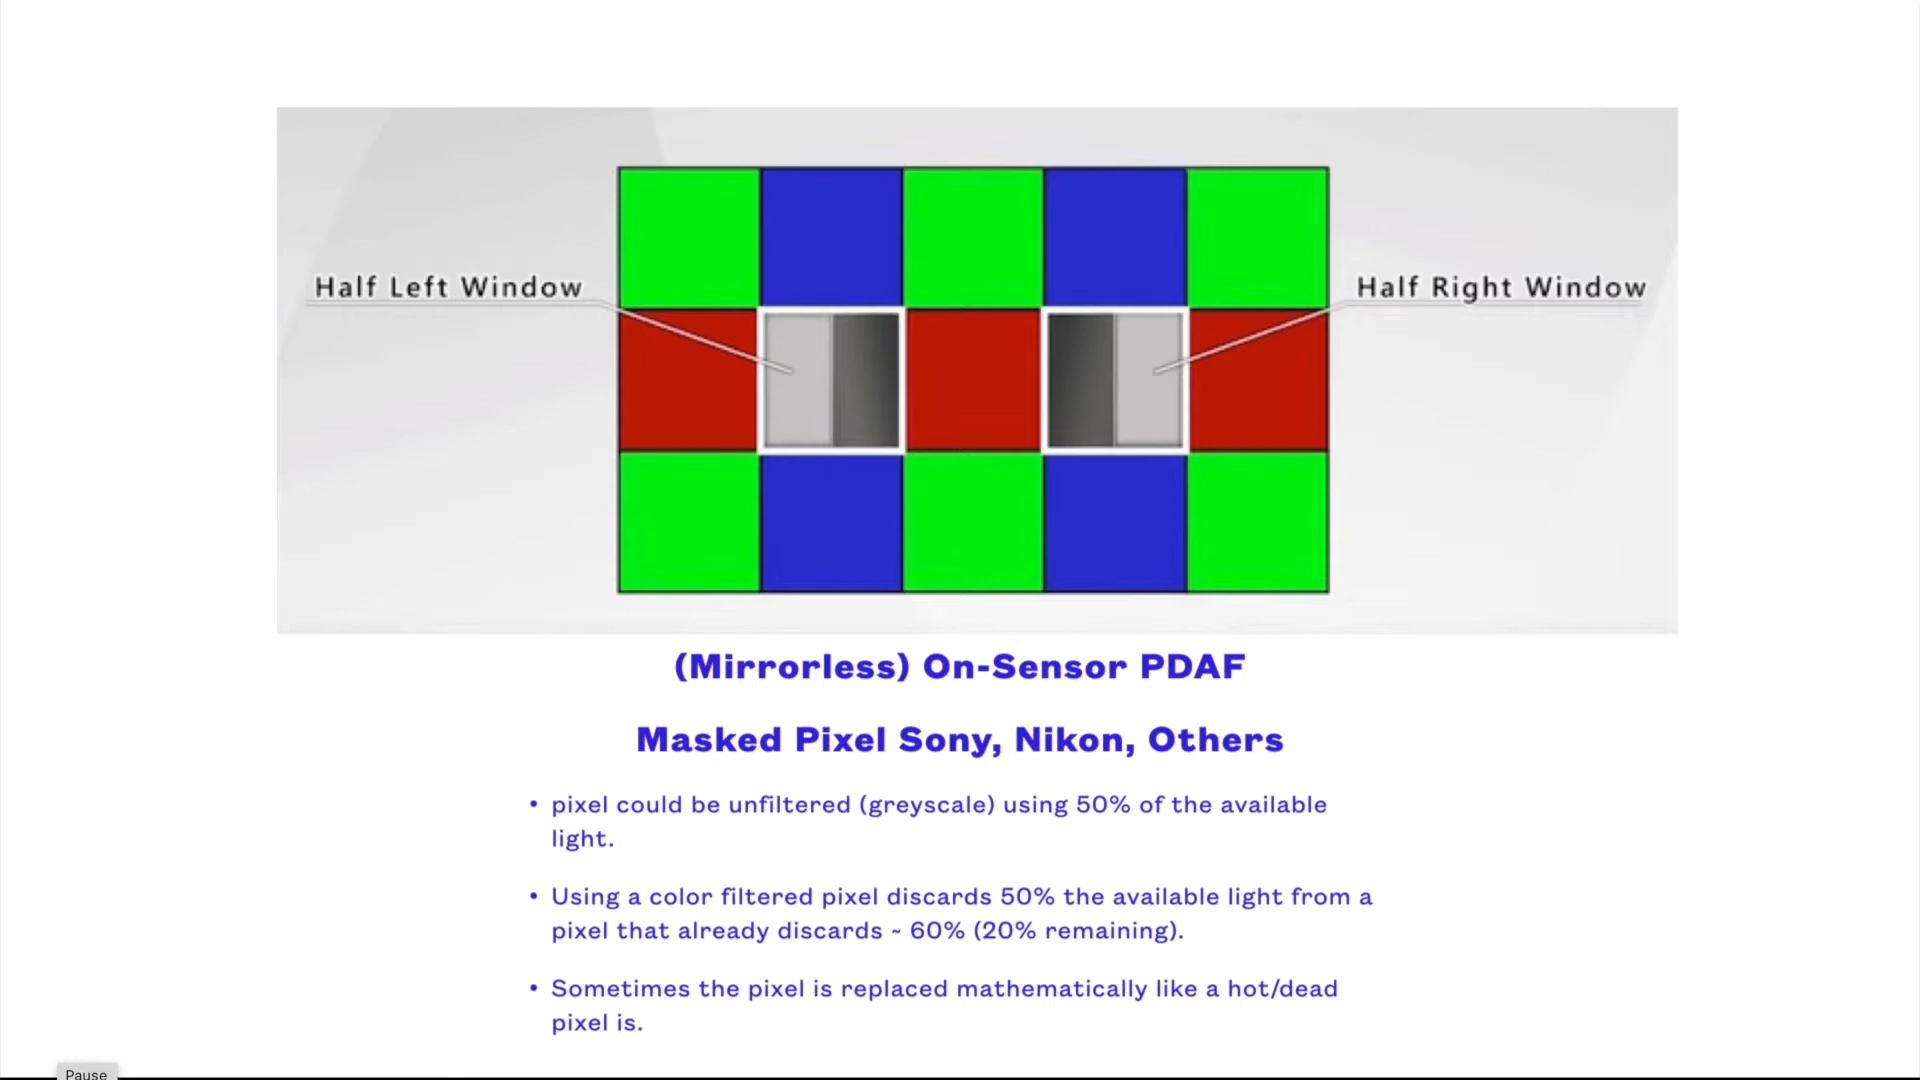 Half Left Window
Half Right Window
(Mirrorless) On-Sensor PDAF
Masked Pixel Sony, Nikon, Others
• pixel could be unfiltered (greyscale) using 50% of the available
light.
• Using a color filtered pixel discards 50% the available light from a
pixel that already discards ~ 60% (20% remaining).
• Sometimes the pixel is replaced mathematically like a hot/dead
pixel is.
Pause